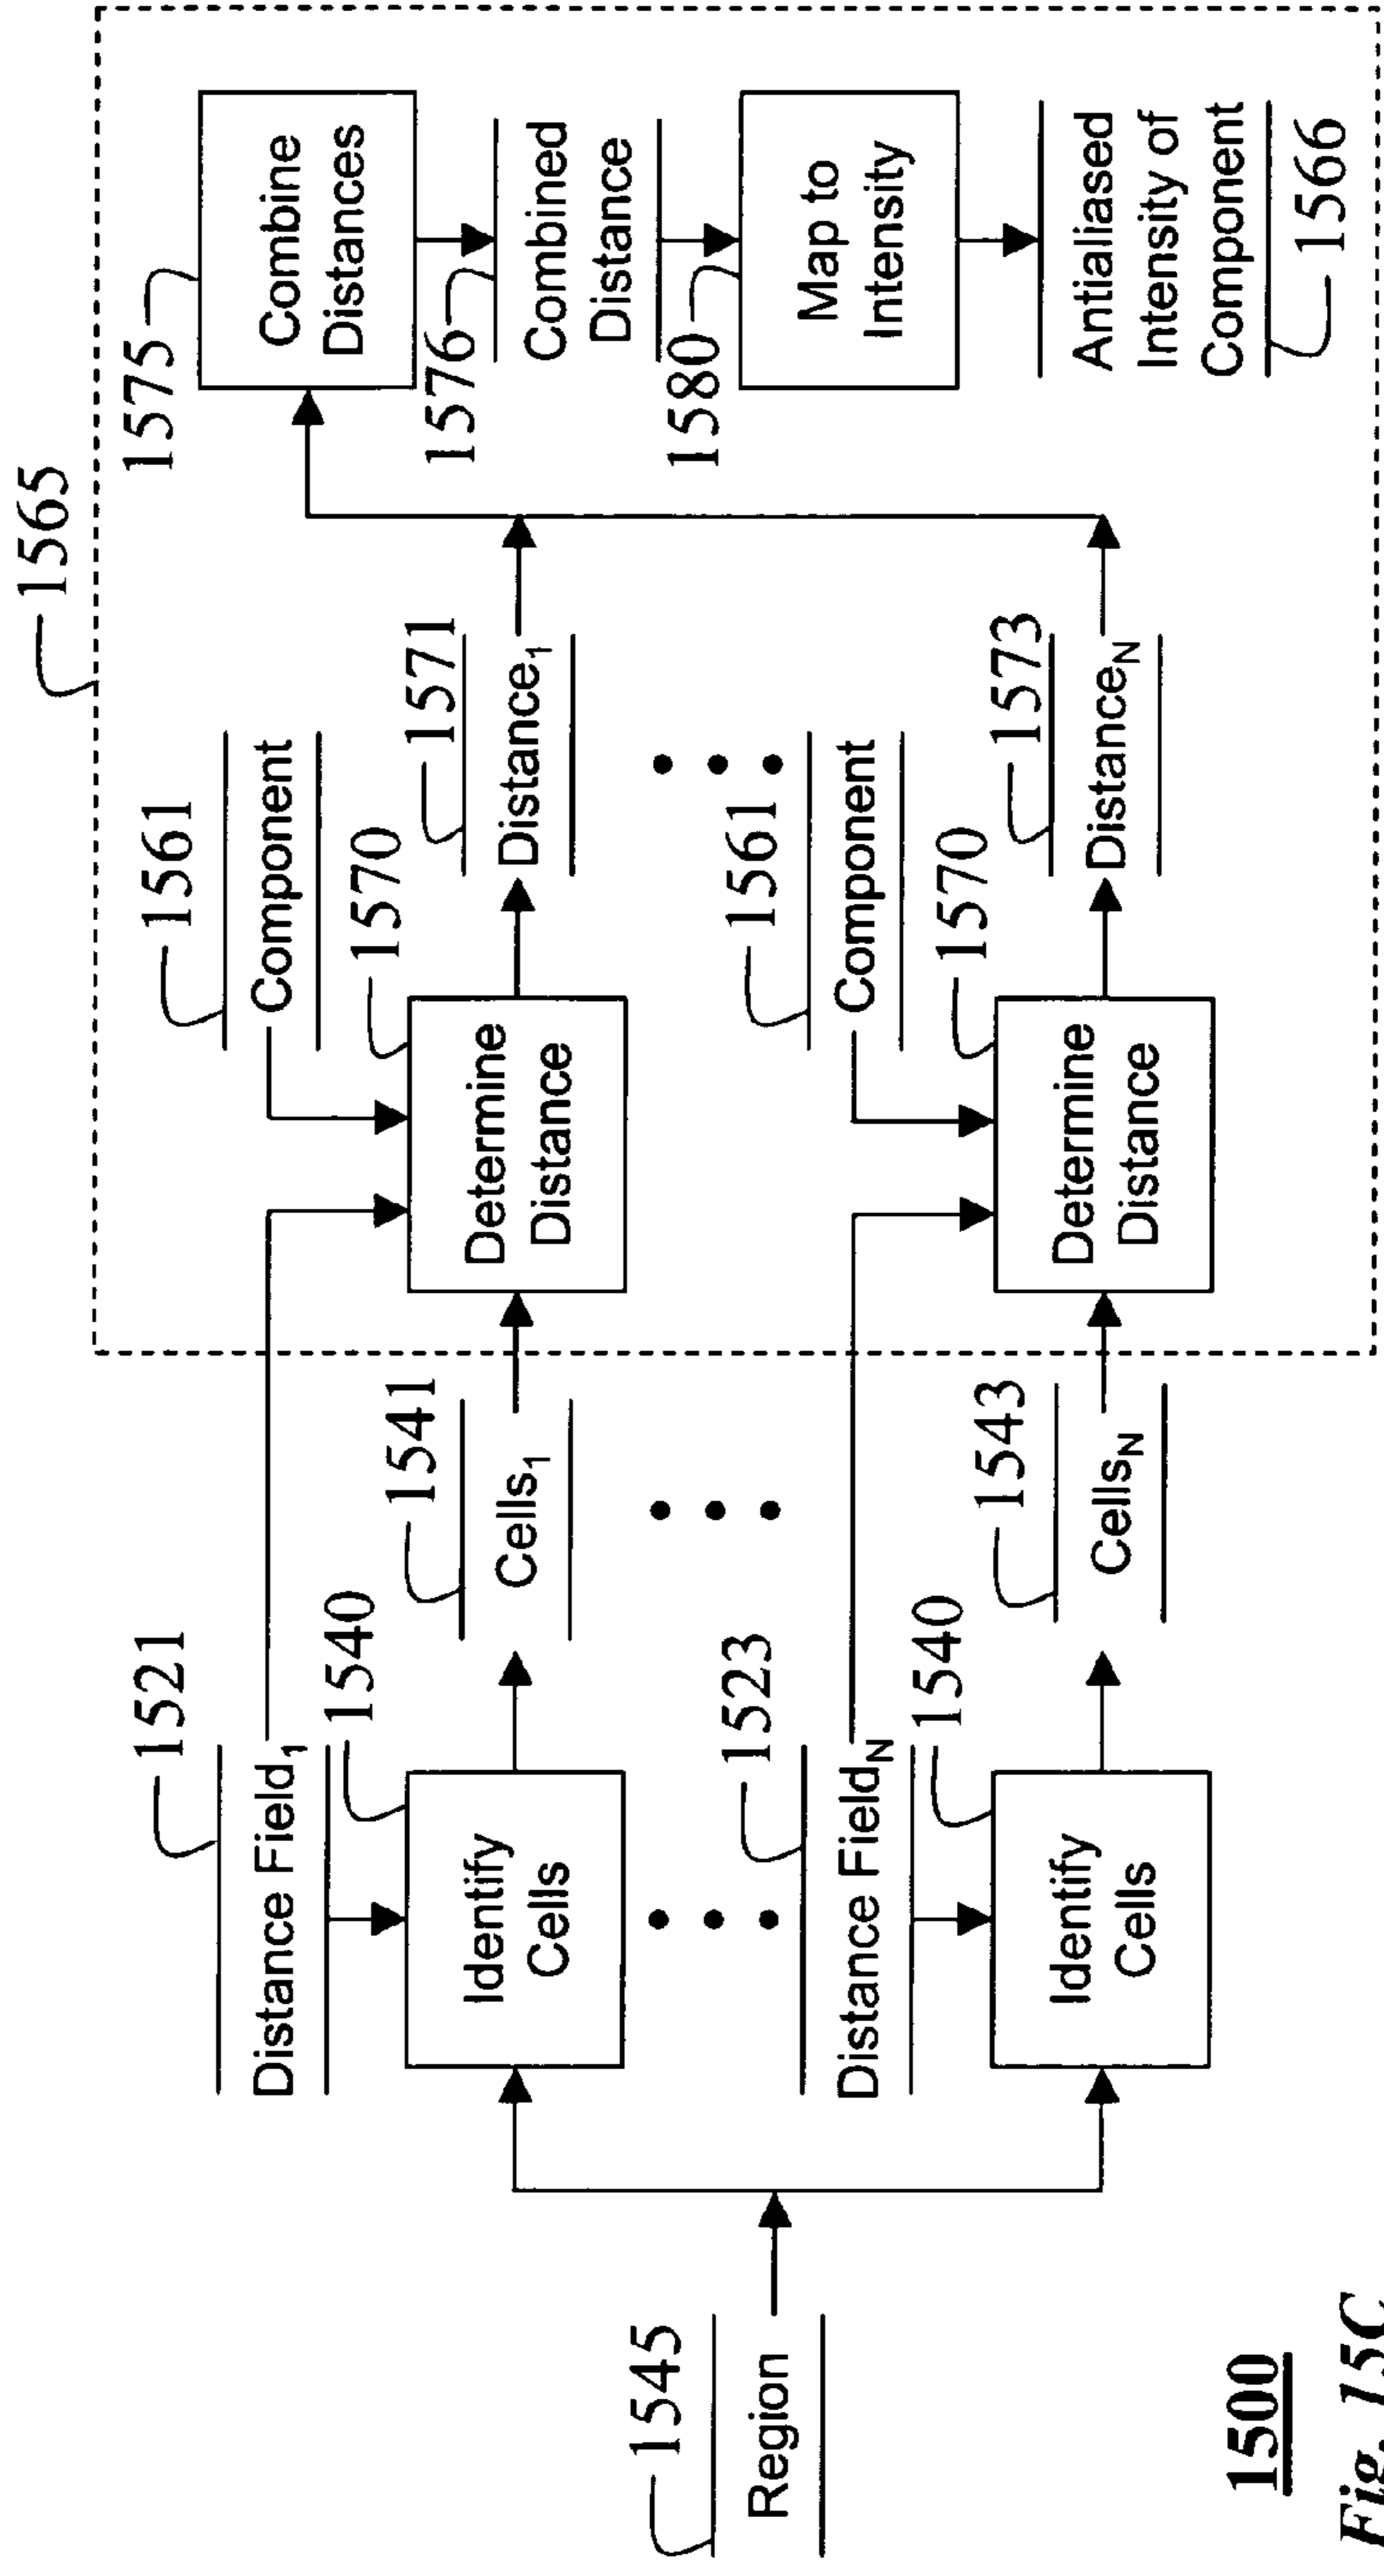 1565
1575
Combine
Distances
1576
Combined
Distance
1580
Map to
Intensity
Antialiased
Intensity of
Component
1566
1561
Component
1570
Determine
Distance
1571
Distance1
1561
Component
1570
Determine
Distance
1573
DistanceN
1521
Distance Field1
1540
Identify
Cells
1541
Cells1
1523
Distance FieldN
1540
Identify
Cells
1543
CellsN
1545
Region
1500
Fig. 15C